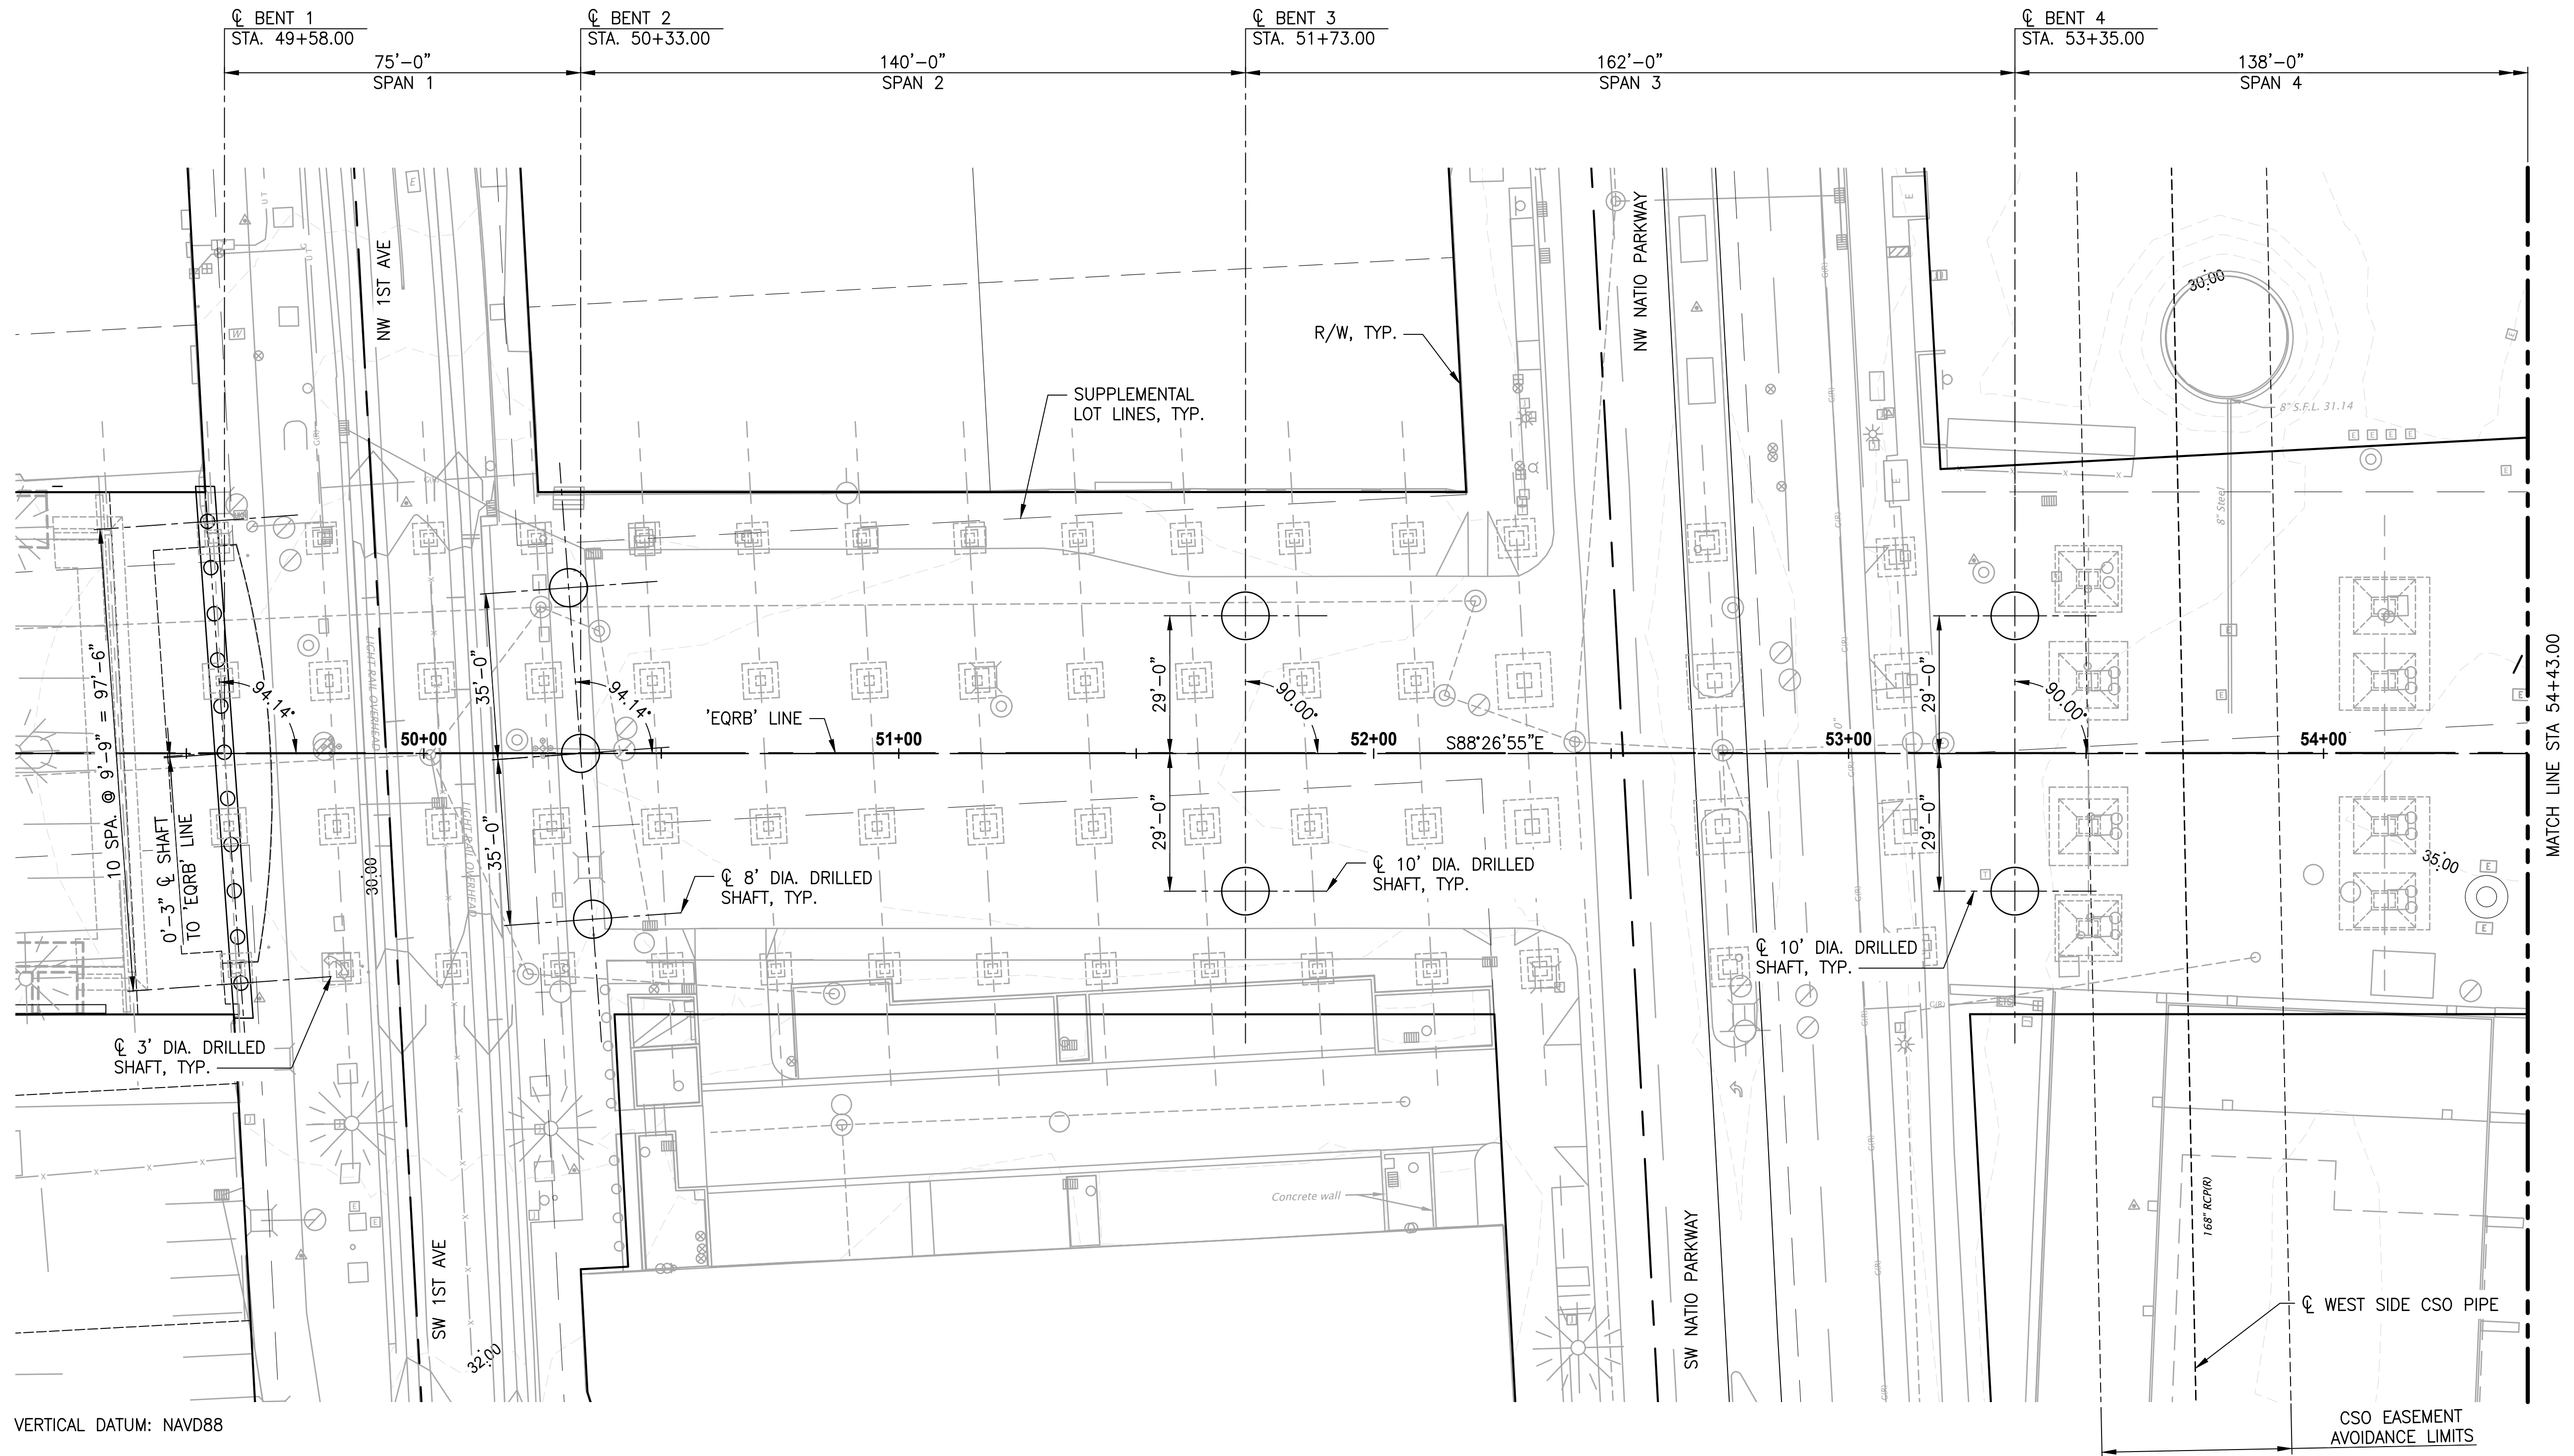 ℄ BENT 1
STA. 49+58.00
℄ BENT 2
STA. 50+33.00
℄ BENT 3
STA. 51+73.00
℄ BENT 4
STA. 53+35.00
75'-0"
SPAN 1
140'-0"
SPAN 2
162'-0"
SPAN 3
138'-0"
SPAN 4
NW 1ST AVE
NW NATIO PARKWAY
30.00
R/W, TYP.
SUPPLEMENTAL
LOT LINES, TYP.
8" S.F.L. 31.14
8" Steel
LIGHT RAIL OVERHEAD
10 SPA. @ 9'-9" = 97'-6"
94.14°
35'-0"
94.14°
29'-0"
90.00°
29'-0"
90.00°
'EQRB' LINE
50+00
51+00
52+00
S88°26'55"E
53+00
54+00
MATCH LINE STA 54+43.00
0'-3" ℄ SHAFT
TO 'EQRB' LINE
30.00
LIGHT RAIL OVERHEAD
35'-0"
℄ 8' DIA. DRILLED
SHAFT, TYP.
29'-0"
℄ 10' DIA. DRILLED
SHAFT, TYP.
29'-0"
℄ 10' DIA. DRILLED
SHAFT, TYP.
35.00
℄ 3' DIA. DRILLED
SHAFT, TYP.
SW 1ST AVE
32.00
Concrete wall
SW NATIO PARKWAY
168" RCP(R)
℄ WEST SIDE CSO PIPE
VERTICAL DATUM: NAVD88
CSO EASEMENT
AVOIDANCE LIMITS